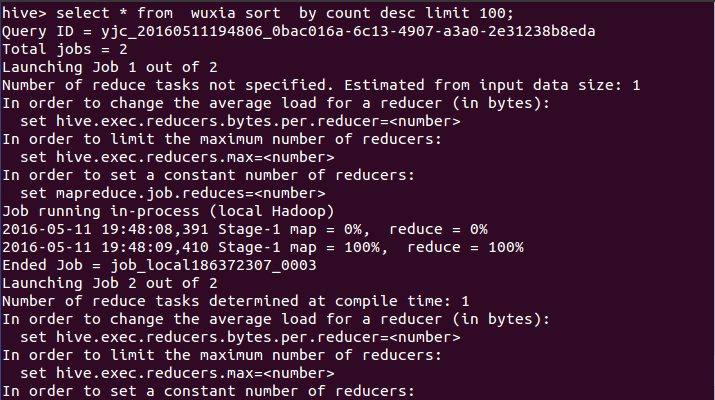 hive> select * from  wuxia sort  by count desc limit 100;
Query ID = yjc_20160511194806_0bac016a-6c13-4907-a3a0-2e31238b8eda
Total jobs = 2
Launching Job 1 out of 2
Number of reduce tasks not specified. Estimated from input data size: 1
In order to change the average load for a reducer (in bytes):
  set hive.exec.reducers.bytes.per.reducer=<number>
In order to limit the maximum number of reducers:
  set hive.exec.reducers.max=<number>
In order to set a constant number of reducers:
  set mapreduce.job.reduces=<number>
Job running in-process (local Hadoop)
2016-05-11 19:48:08,391 Stage-1 map = 0%,  reduce = 0%
2016-05-11 19:48:09,410 Stage-1 map = 100%,  reduce = 100%
Ended Job = job_local186372307_0003
Launching Job 2 out of 2
Number of reduce tasks determined at compile time: 1
In order to change the average load for a reducer (in bytes):
  set hive.exec.reducers.bytes.per.reducer=<number>
In order to limit the maximum number of reducers:
  set hive.exec.reducers.max=<number>
In order to set a constant number of reducers: